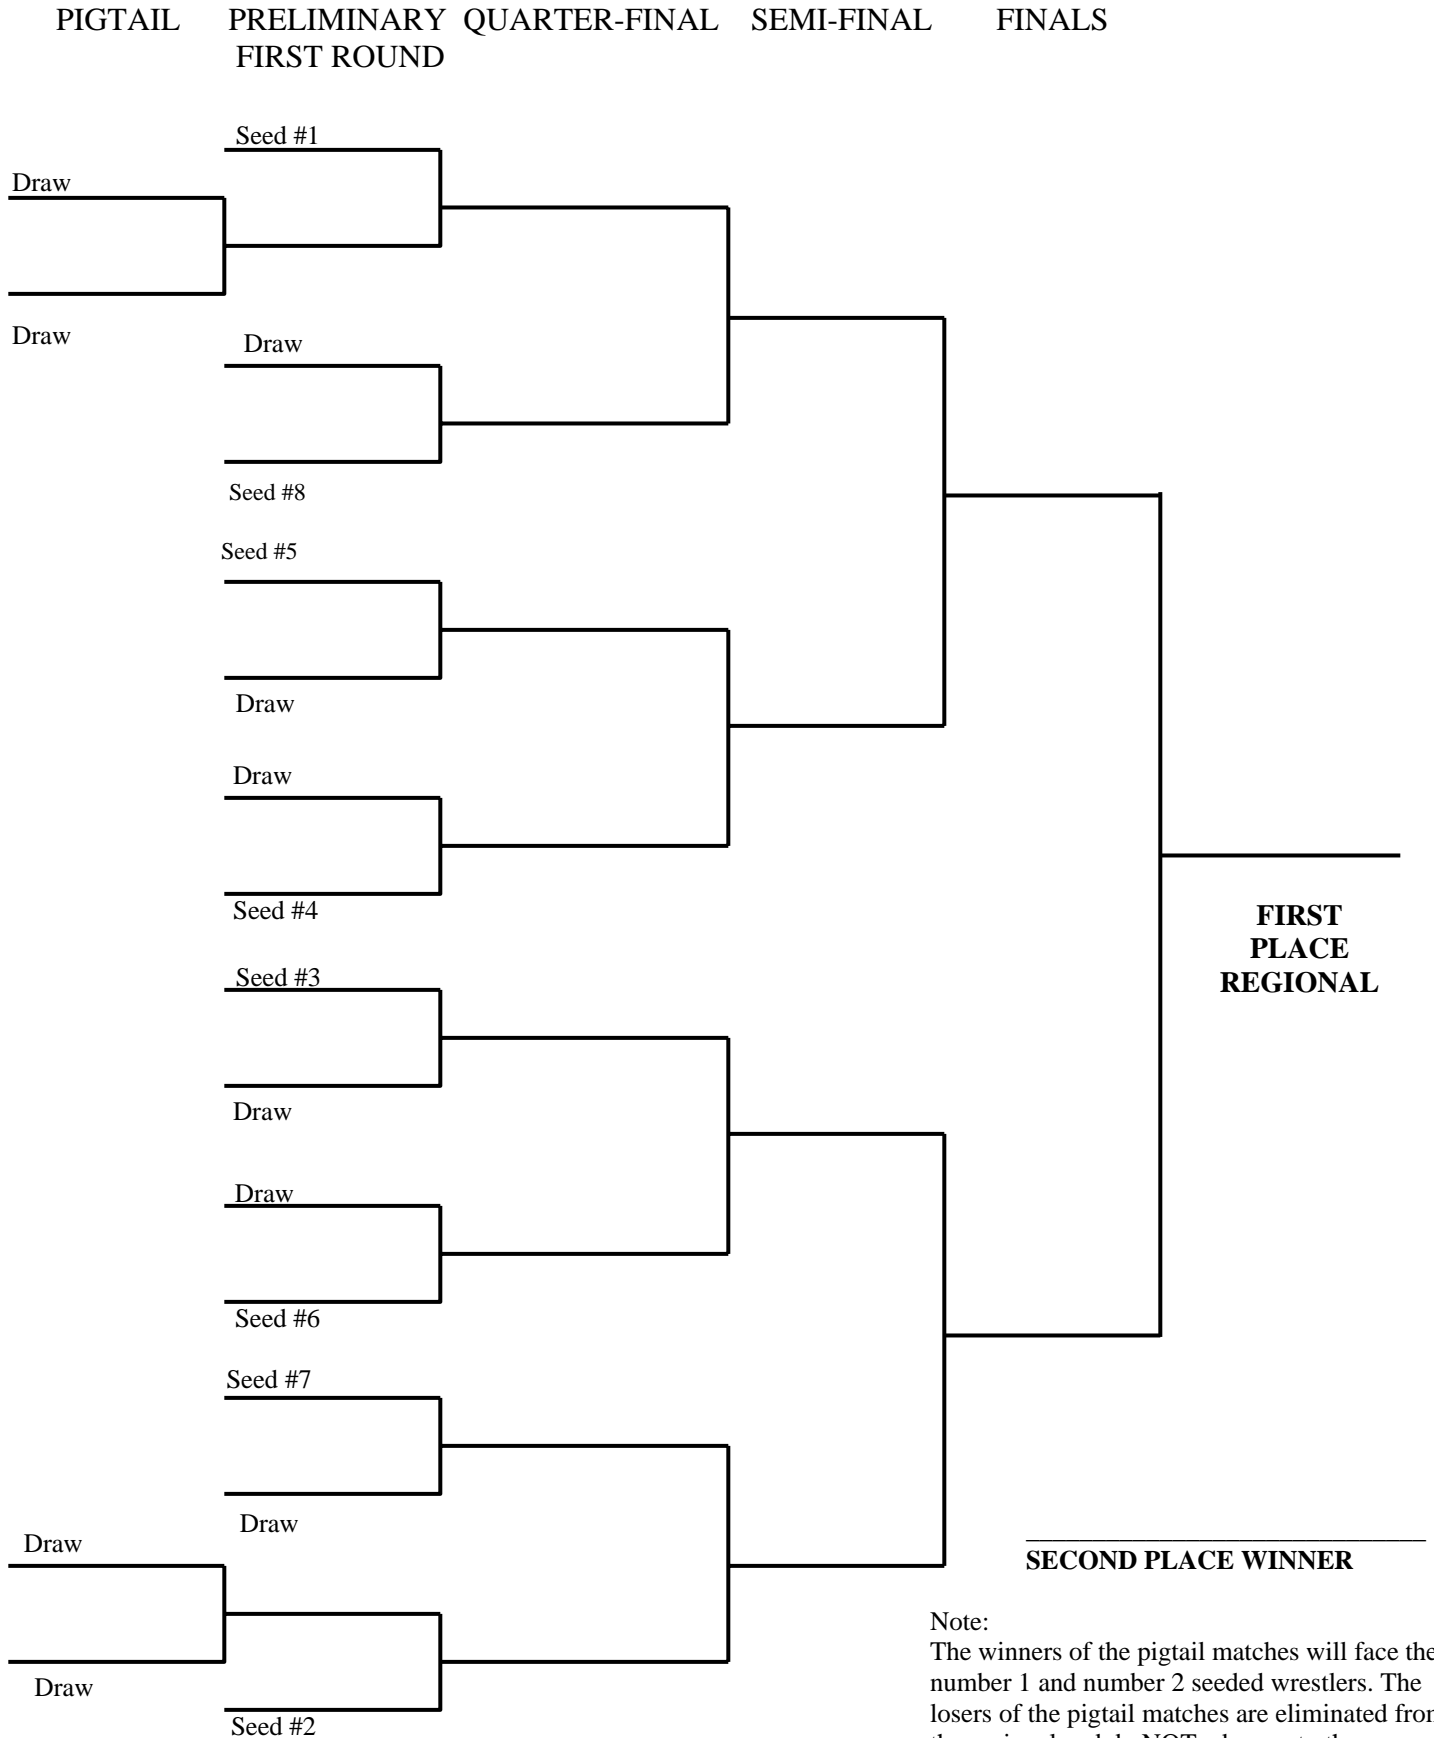 PIGTAIL PRELIMINARY QUARTER-FINAL SEMI-FINAL FINALS
FIRST ROUND
Seed #1
Draw
Draw
Draw
Seed #8
Seed #5
Draw
Draw
Seed #4
FIRST
PLACE
REGIONAL
Seed #3
Draw
Draw
Seed #6
Seed #7
Draw
Draw
Draw
Seed #2
SECOND PLACE WINNER
Note:
The winners of the pigtail matches will face the
number 1 and number 2 seeded wrestlers. The
losers of the pigtail matches are eliminated from